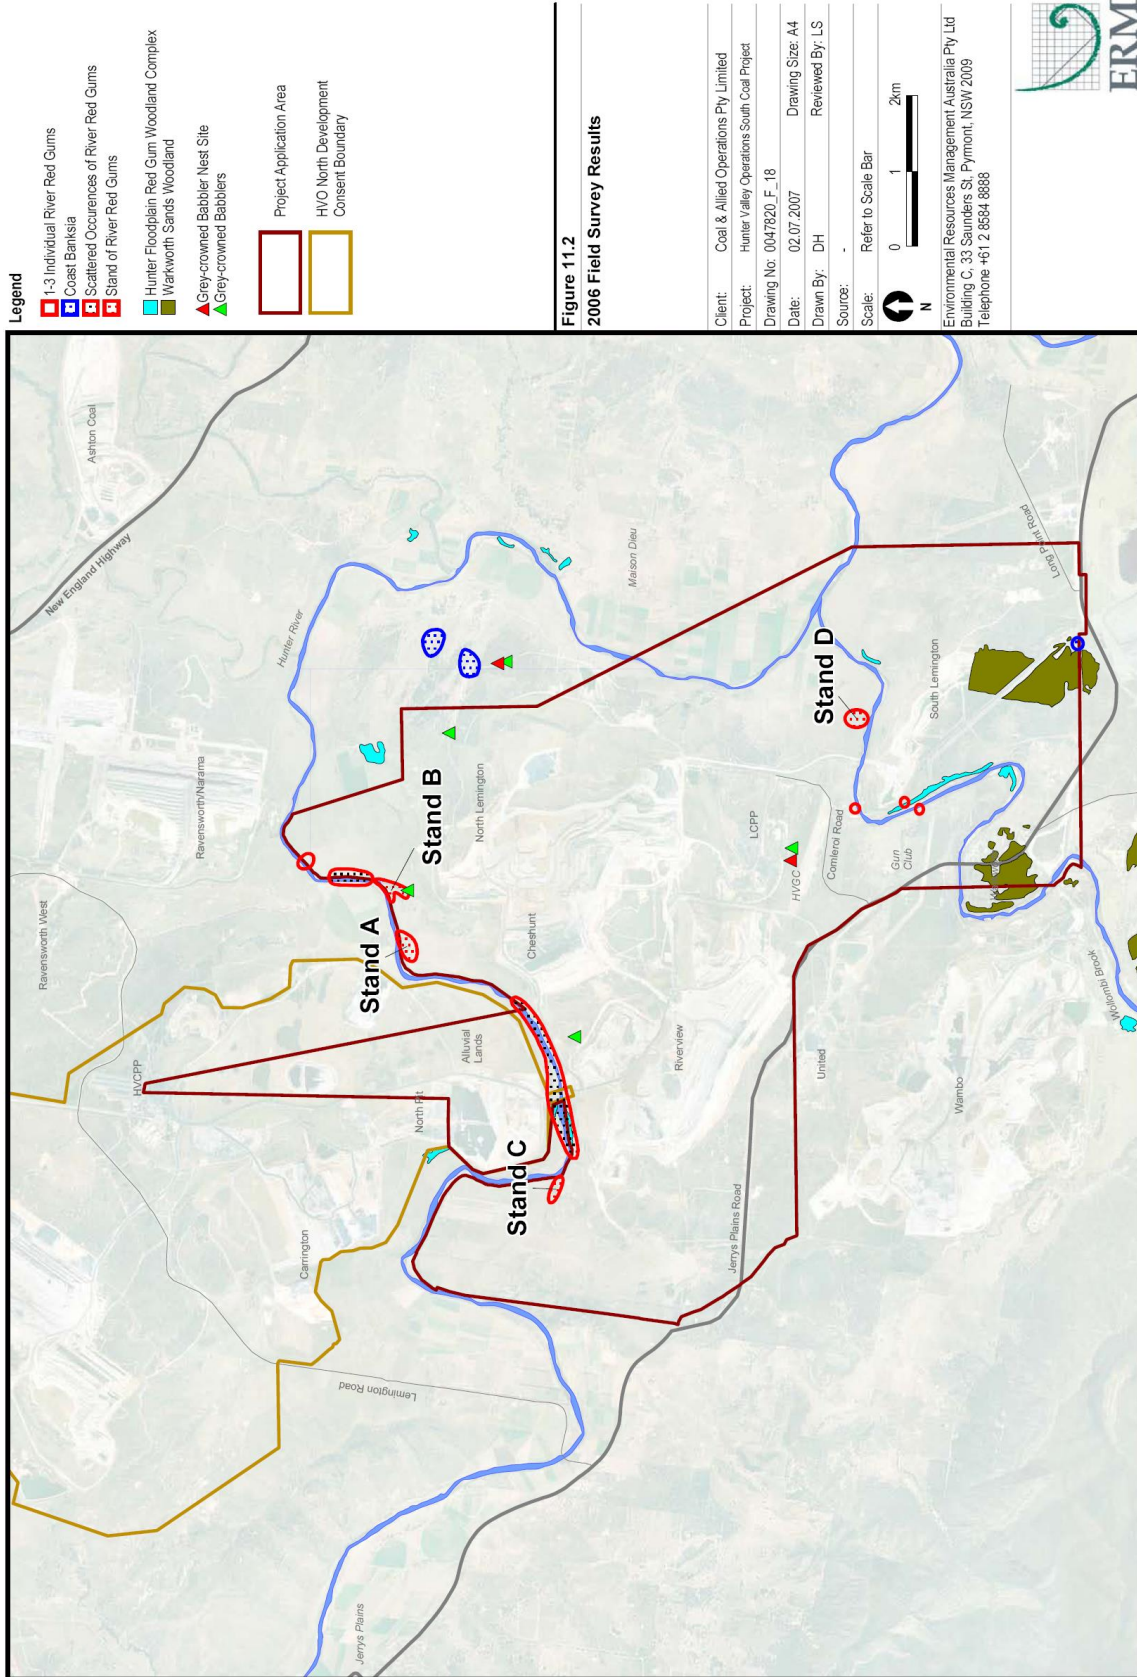 Legend
1-3 Individual River Red Gums
Coast Banksia
Scattered Occurences of River Red Gums
Stand of River Red Gums
Hunter Floodplain Red Gum Woodland Complex
Warkworth Sands Woodland
Grey-crowned Babbler Nest Site
Grey-crowned Babblers
Project Application Area
HVO North Development
Consent Boundary
Figure 11.2
2006 Field Survey Results
Client: Coal & Allied Operations Pty Limited
Project: Hunter Valley Operations South Coal Project
Drawing No: 0047820_F_18
Date: 02.07.2007 Drawing Size: A4
Drawn By: DH Reviewed By: LS
Source: -
Scale: Refer to Scale Bar
0 1 2km
N
Environmental Resources Management Australia Pty Ltd
Building C, 33 Saunders St, Pyrmont, NSW 2009
Telephone +61 2 8584 8888
ERM
Ashton Coal
New England Highway
Hunter River
Ravensworth/Narama
Ravensworth West
HVCPP
Maison Dieu
Stand B
North Lemington
Stand A
Cheshunt
Alluvial
Lands
North Pit
Carrington
Stand C
Riverview
Lemington Road
Jerrys Plains
Jerrys Plains Road
Stand D
LCPP
HVGC
Comleroi Road
Gun
Club
South Lemington
Long Point Road
United
Wambo
Wollombi Brook